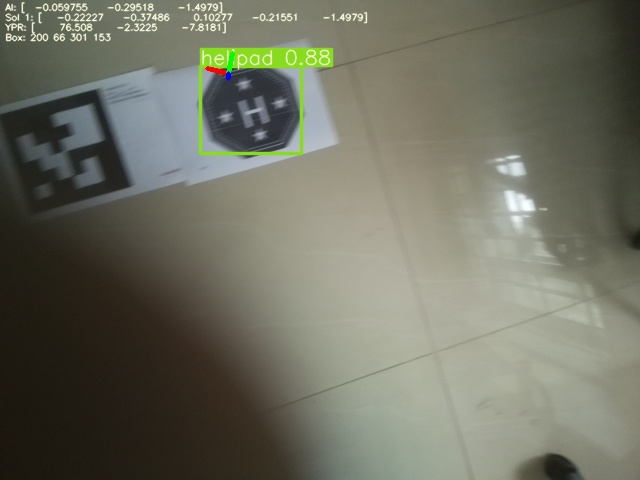 AI: [ -0.059755 -0.29518 -1.4979]
Sol 1: [ -0.22227 -0.37486 0.10277 -0.21551 -1.4979]
YPR: [ 76.508 -2.3225 -7.8181]
Box: 200 66 301 153
helipad 0.88
H